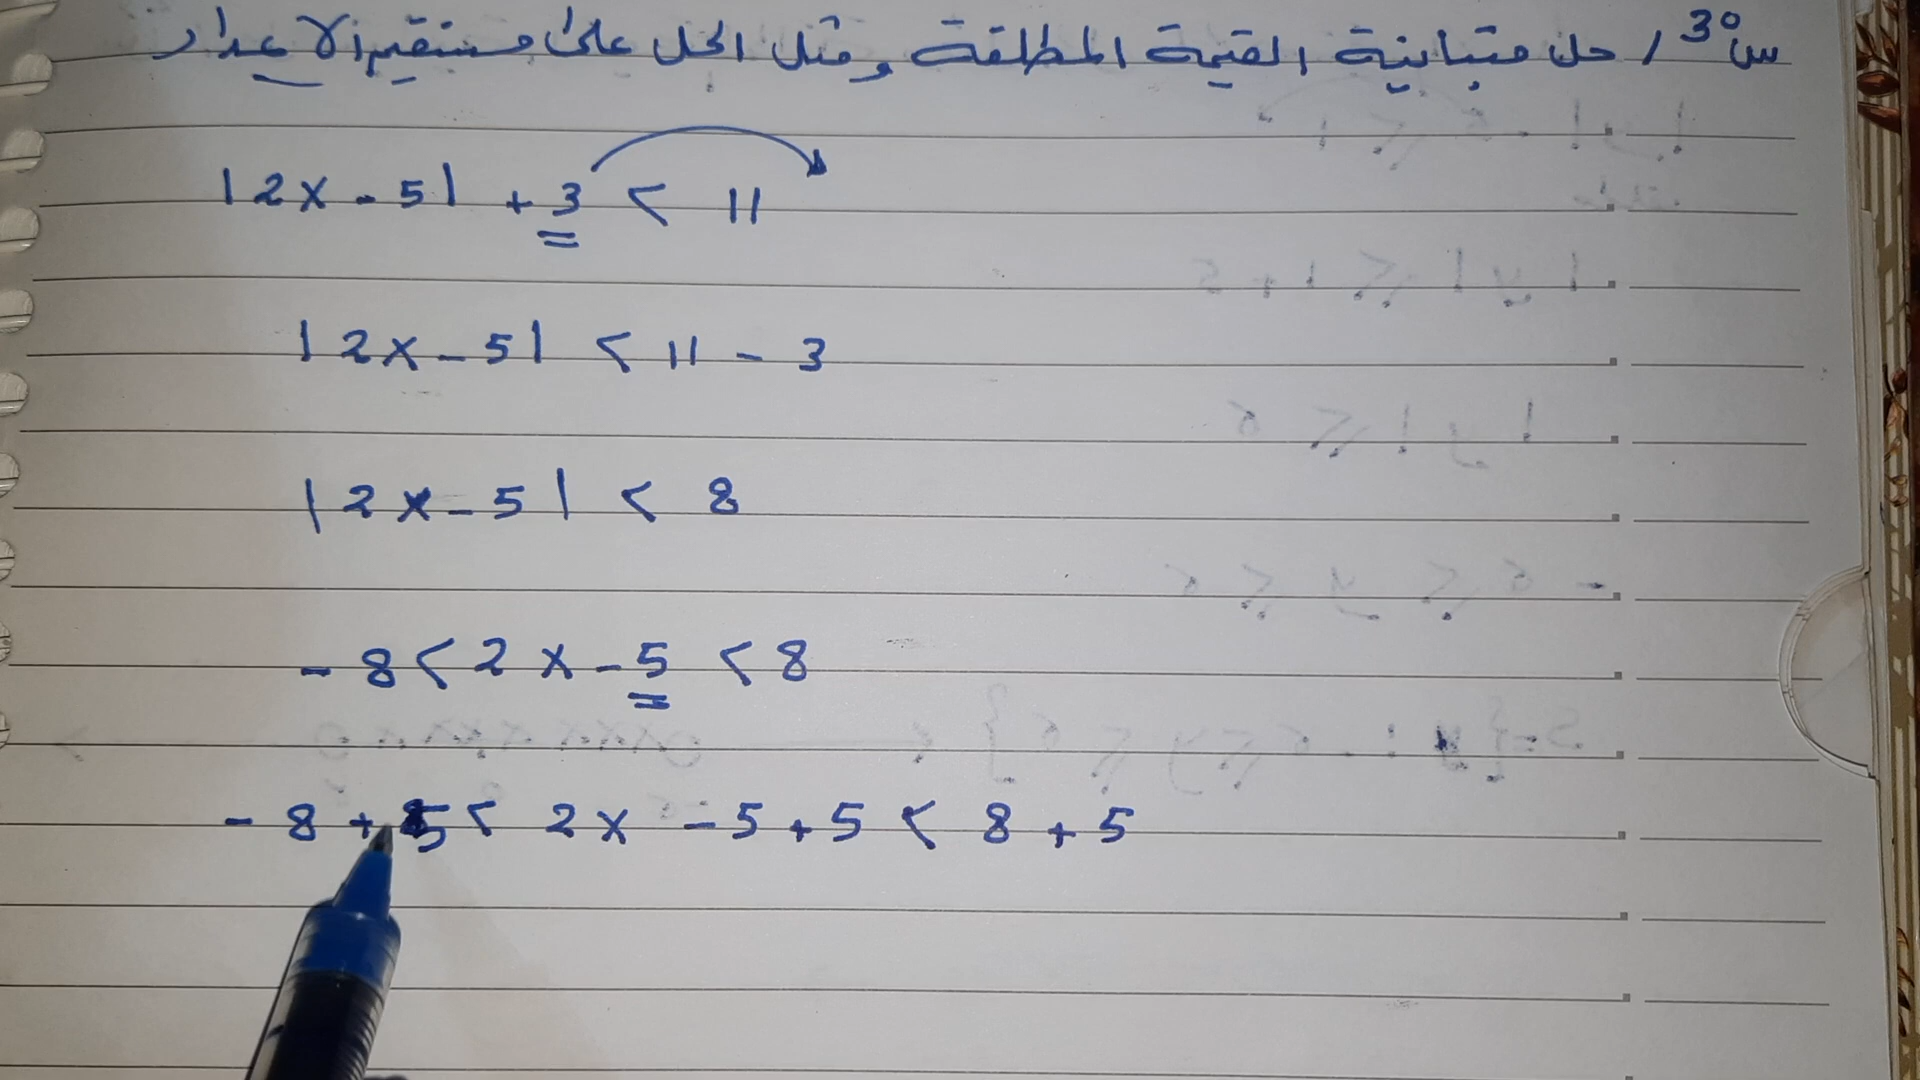 س3/ حل متباينة القيمة المطلقة ومثل الحل على مستقيم الاعداد
|2x - 5| + 3 < 11
|2x - 5| < 11 - 3
|2x - 5| < 8
- 8 < 2x - 5 < 8
- 8 + 5 < 2x - 5 + 5 < 8 + 5